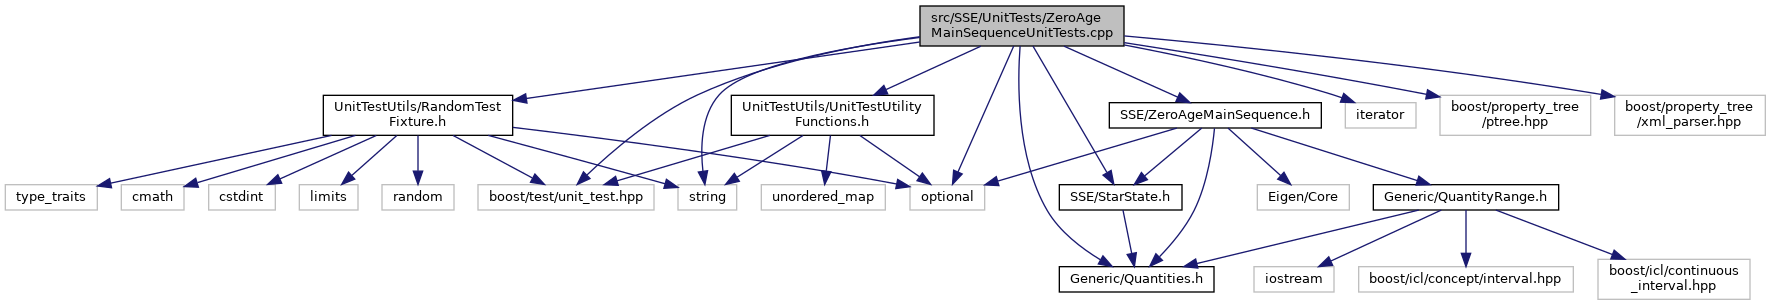 src/SSE/UnitTests/ZeroAge
MainSequenceUnitTests.cpp
UnitTestUtils/RandomTest
Fixture.h
UnitTestUtils/UnitTestUtility
Functions.h
SSE/ZeroAgeMainSequence.h
iterator
boost/property_tree
/ptree.hpp
boost/property_tree
/xml_parser.hpp
type_traits
cmath
cstdint
limits
random
boost/test/unit_test.hpp
string
unordered_map
optional
SSE/StarState.h
Eigen/Core
Generic/QuantityRange.h
Generic/Quantities.h
iostream
boost/icl/concept/interval.hpp
boost/icl/continuous
_interval.hpp